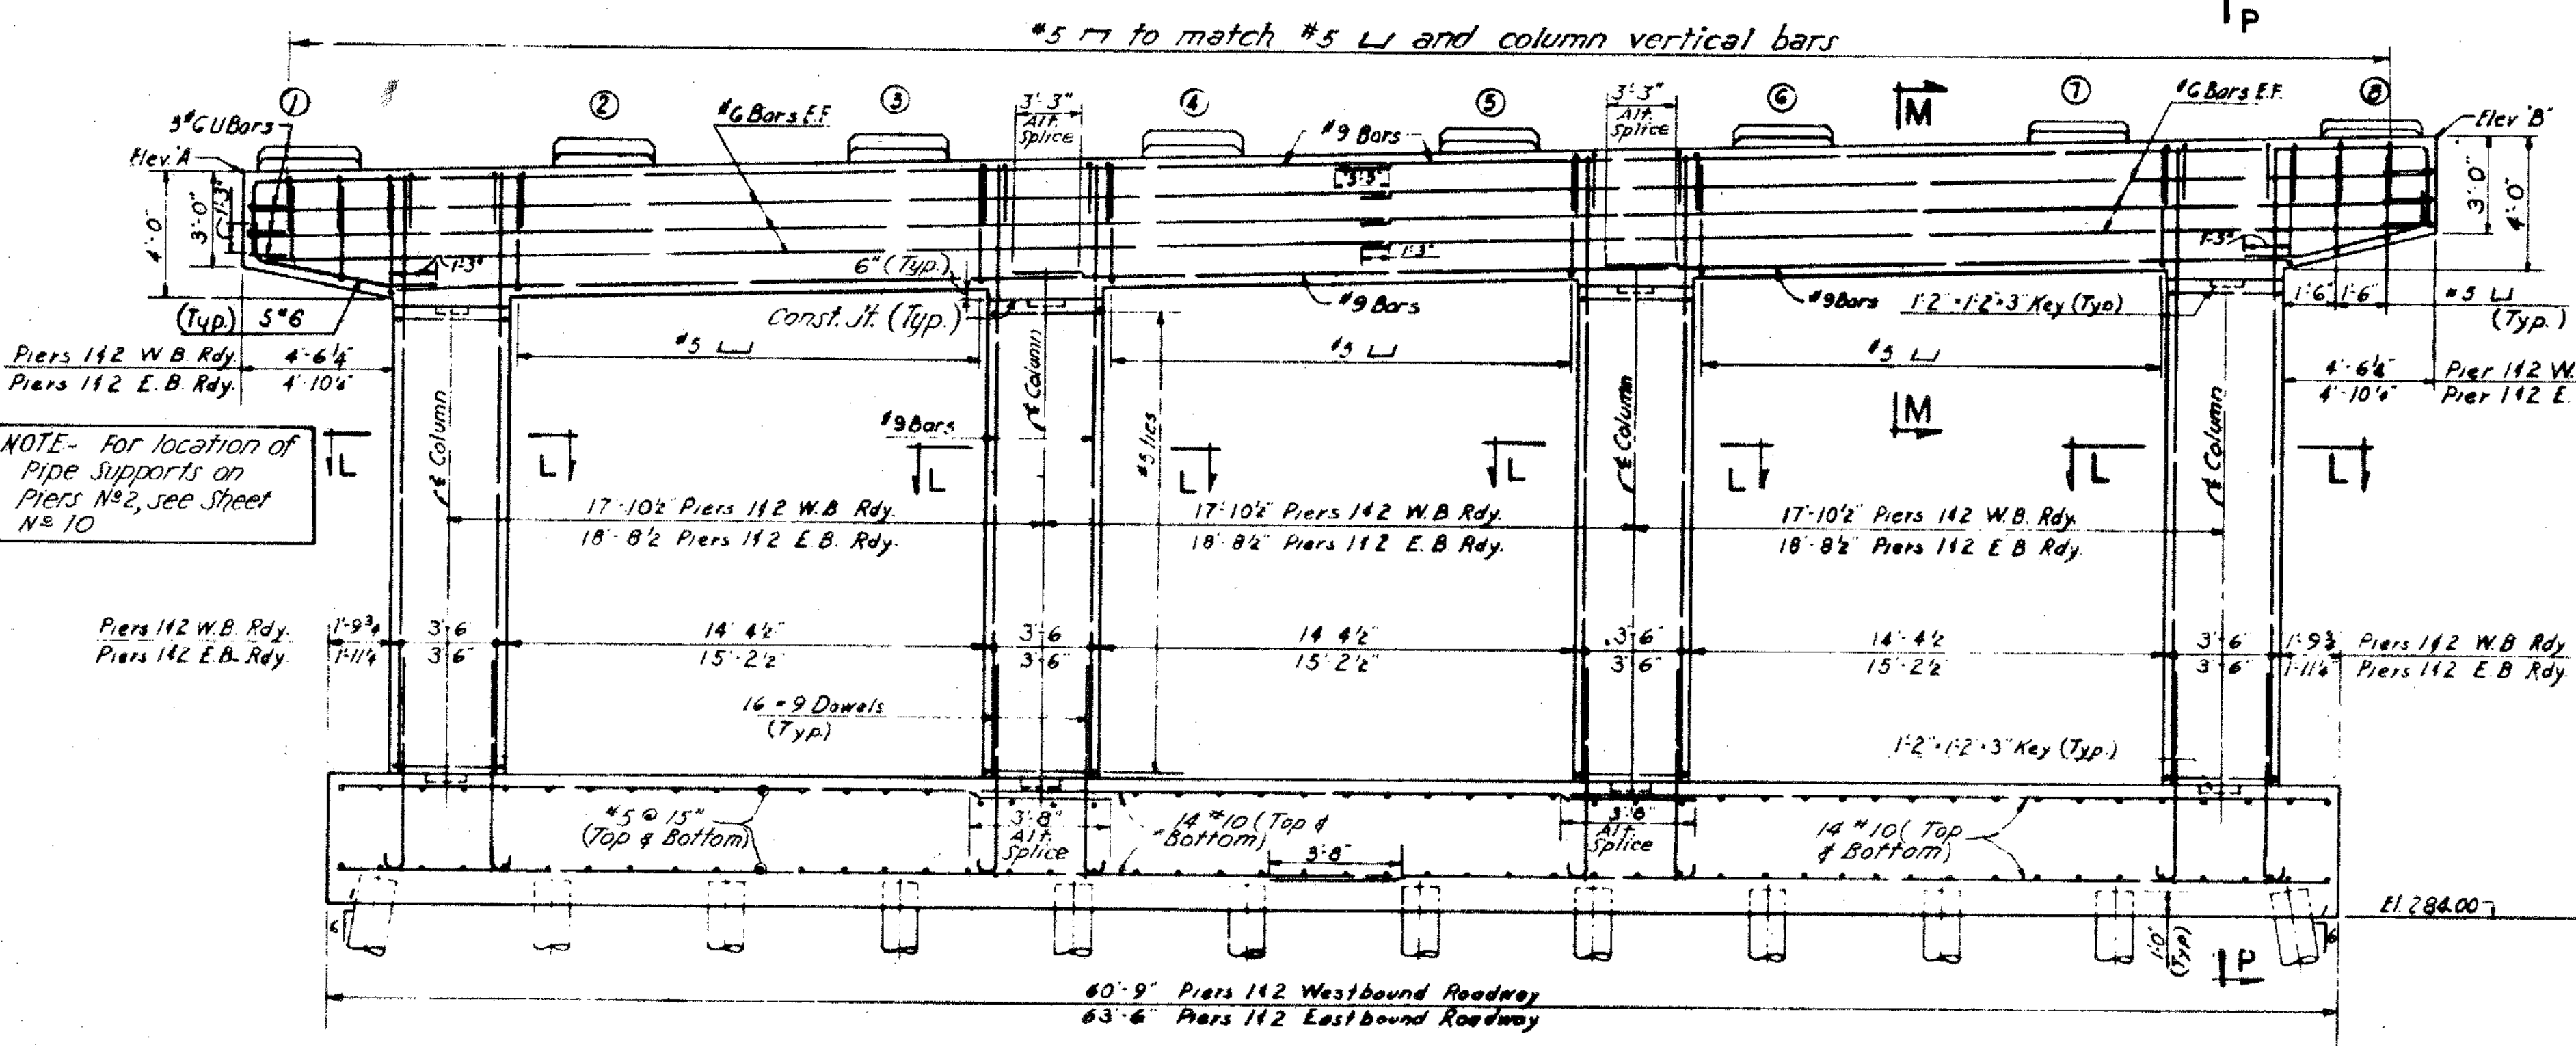 P
#5 ⊓ to match #5 ⊔ and column vertical bars
1 2 3 4 5 6 7 8
3'-3"
Alt.
Splice
3'-3"
Alt.
Splice
M
#6 Bars E.F.
#6 Bars E.F.
3#6 U Bars
#9 Bars
Elev. 'A'
Elev. 'B'
3'-3"
4'-0"
3'-0"
1'-3"
3'-0"
4'-0"
1'-3"
1'-3"
1'-3"
6" (Typ.)
(Typ.) 5#6
Const. Jt. (Typ.)
#9 Bars
#9 Bars
1'-2"×1'-2"×3" Key (Typ)
1'-6" 1'-6"
#5 ⊔
(Typ.)
#5 ⊔
#5 ⊔
#5 ⊔
Piers 1&2 W.B. Rdy. 4'-6¼"
Piers 1&2 E.B. Rdy. 4'-10¼"
4'-6¼" Pier 1&2 W.
4'-10¼" Pier 1&2 E.
℄ Column
℄ Column
℄ Column
℄ Column
#9 Bars
#5 ties
M
NOTE- For location of
Pipe Supports on
Piers Nº2, see Sheet
Nº 10
L L L L L L L L
17'-10½" Piers 1&2 W.B. Rdy.
18'-8½ Piers 1&2 E.B. Rdy.
17'-10½" Piers 1&2 W.B. Rdy.
18'-8½" Piers 1&2 E.B. Rdy.
17'-10½" Piers 1&2 W.B. Rdy.
18'-8½" Piers 1&2 E.B. Rdy.
Piers 1&2 W.B. Rdy. 1'-9¾ 3'-6 14'-4½" 3'-6 14'-4½" 3'-6" 14'-4½ 3'-6" 1'-9¾ Piers 1&2 W.B. Rdy
Piers 1&2 E.B. Rdy. 1'-11¼ 3'-6" 15'-2½" 3'-6" 15'-2½" 3'-6" 15'-2½ 3'-6" 1'-11¼" Piers 1&2 E.B. Rdy.
16 #9 Dowels
(Typ.)
1'-2"×1'-2"×3" Key (Typ.)
#5 @ 15"
(Top & Bottom)
3'-8"
Alt.
Splice
14 #10 (Top &
Bottom)
3'-8"
3'-8"
Alt.
Splice
14 #10 (Top
& Bottom)
El. 284.00
6
1'-0"
(Typ)
6
P
60'-9" Piers 1&2 Westbound Roadway
63'-6" Piers 1&2 Eastbound Roadway